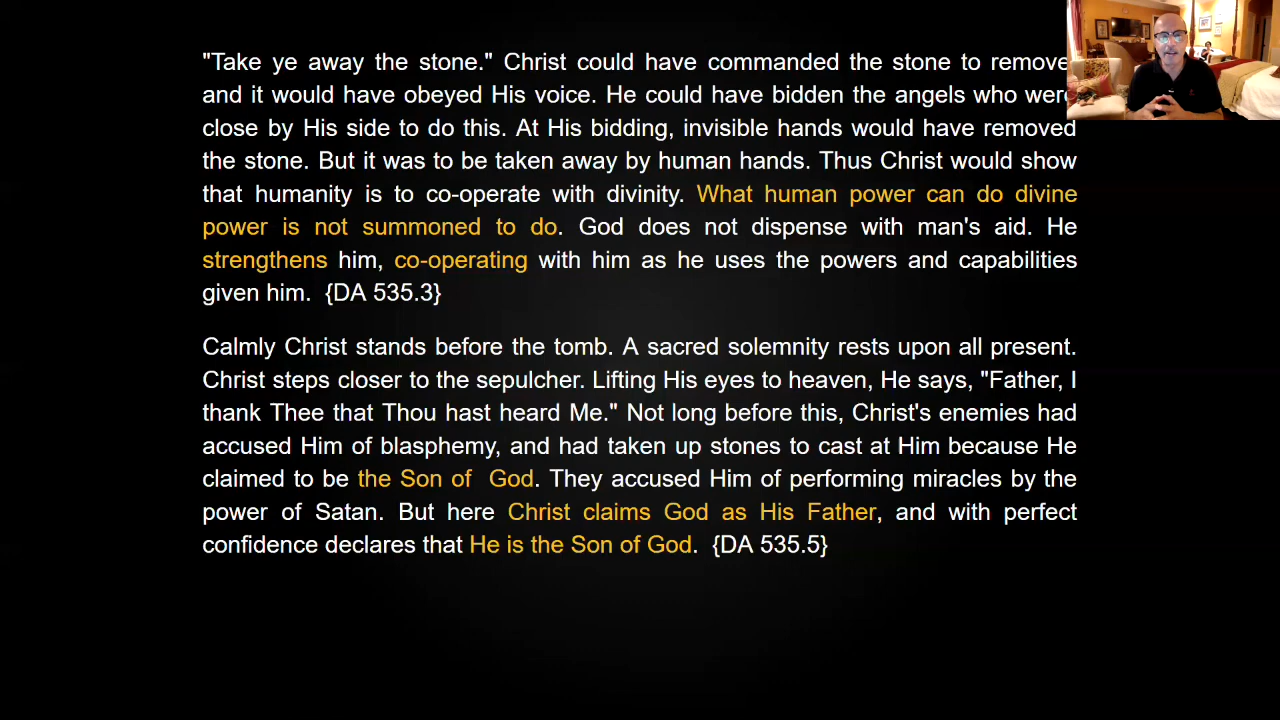 "Take ye away the stone." Christ could have commanded the stone to remove,
and it would have obeyed His voice. He could have bidden the angels who were
close by His side to do this. At His bidding, invisible hands would have removed
the stone. But it was to be taken away by human hands. Thus Christ would show
that humanity is to co-operate with divinity. What human power can do divine
power is not summoned to do. God does not dispense with man's aid. He
strengthens him, co-operating with him as he uses the powers and capabilities
given him. {DA 535.3}
Calmly Christ stands before the tomb. A sacred solemnity rests upon all present.
Christ steps closer to the sepulcher. Lifting His eyes to heaven, He says, "Father, I
thank Thee that Thou hast heard Me." Not long before this, Christ's enemies had
accused Him of blasphemy, and had taken up stones to cast at Him because He
claimed to be the Son of God. They accused Him of performing miracles by the
power of Satan. But here Christ claims God as His Father, and with perfect
confidence declares that He is the Son of God. {DA 535.5}